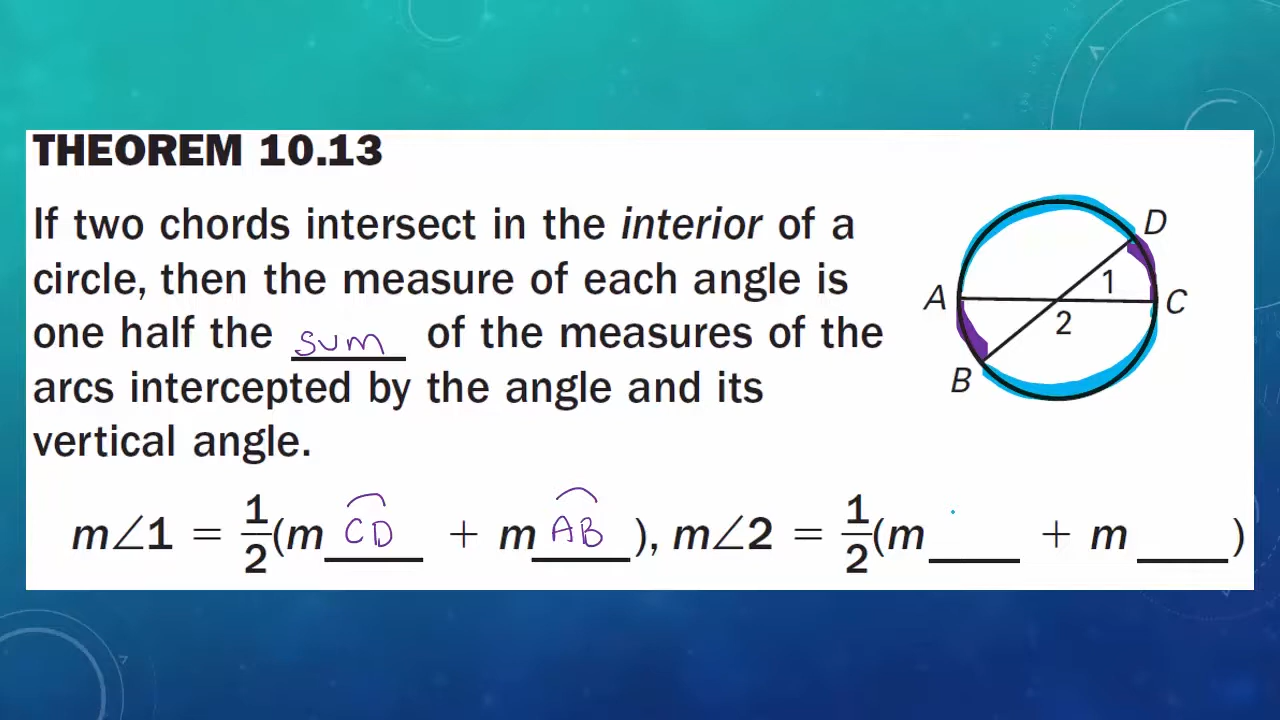 THEOREM 10.13
If two chords intersect in the interior of a
circle, then the measure of each angle is
one half the sum of the measures of the
arcs intercepted by the angle and its
vertical angle.
D
1
A
C
2
B
m∠1 = 1/2(m CD + m AB), m∠2 = 1/2(m ____ + m ____)